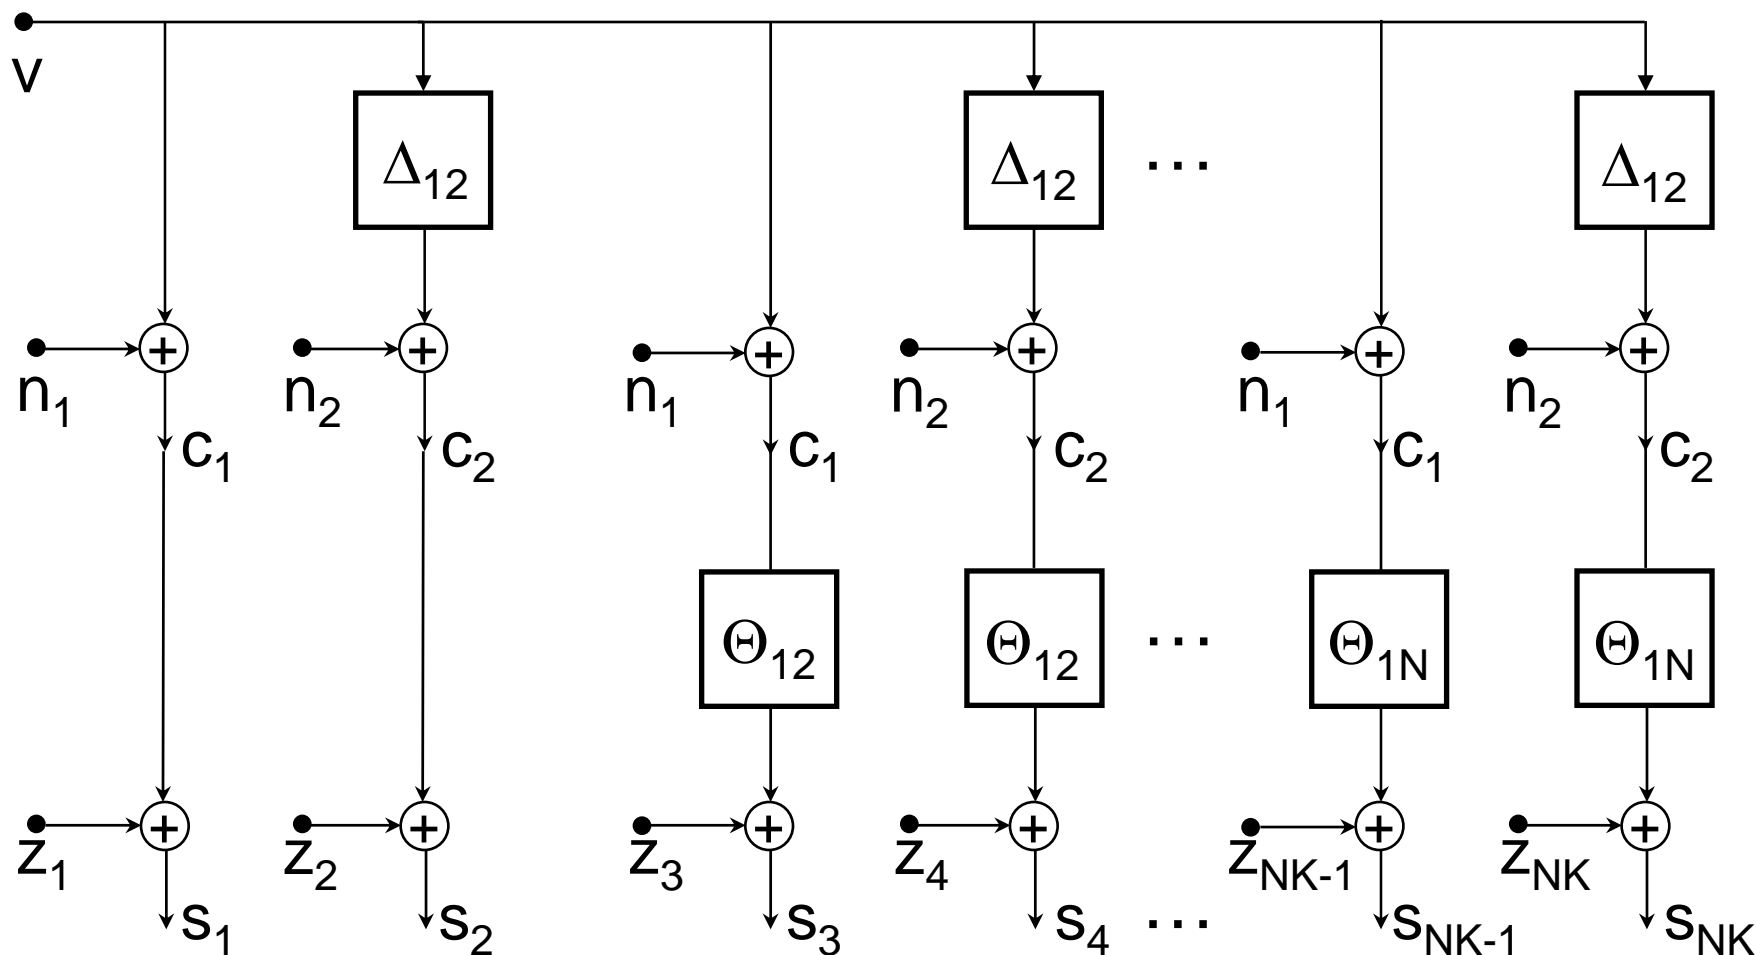 v
Δ12 Δ12 ... Δ12
n1 n2 n1 n2 n1 n2
c1 c2 c1 c2 c1 c2
Θ12 Θ12 ... Θ1N Θ1N
z1 z2 z3 z4 zNK-1 zNK
s1 s2 s3 s4 ... sNK-1 sNK